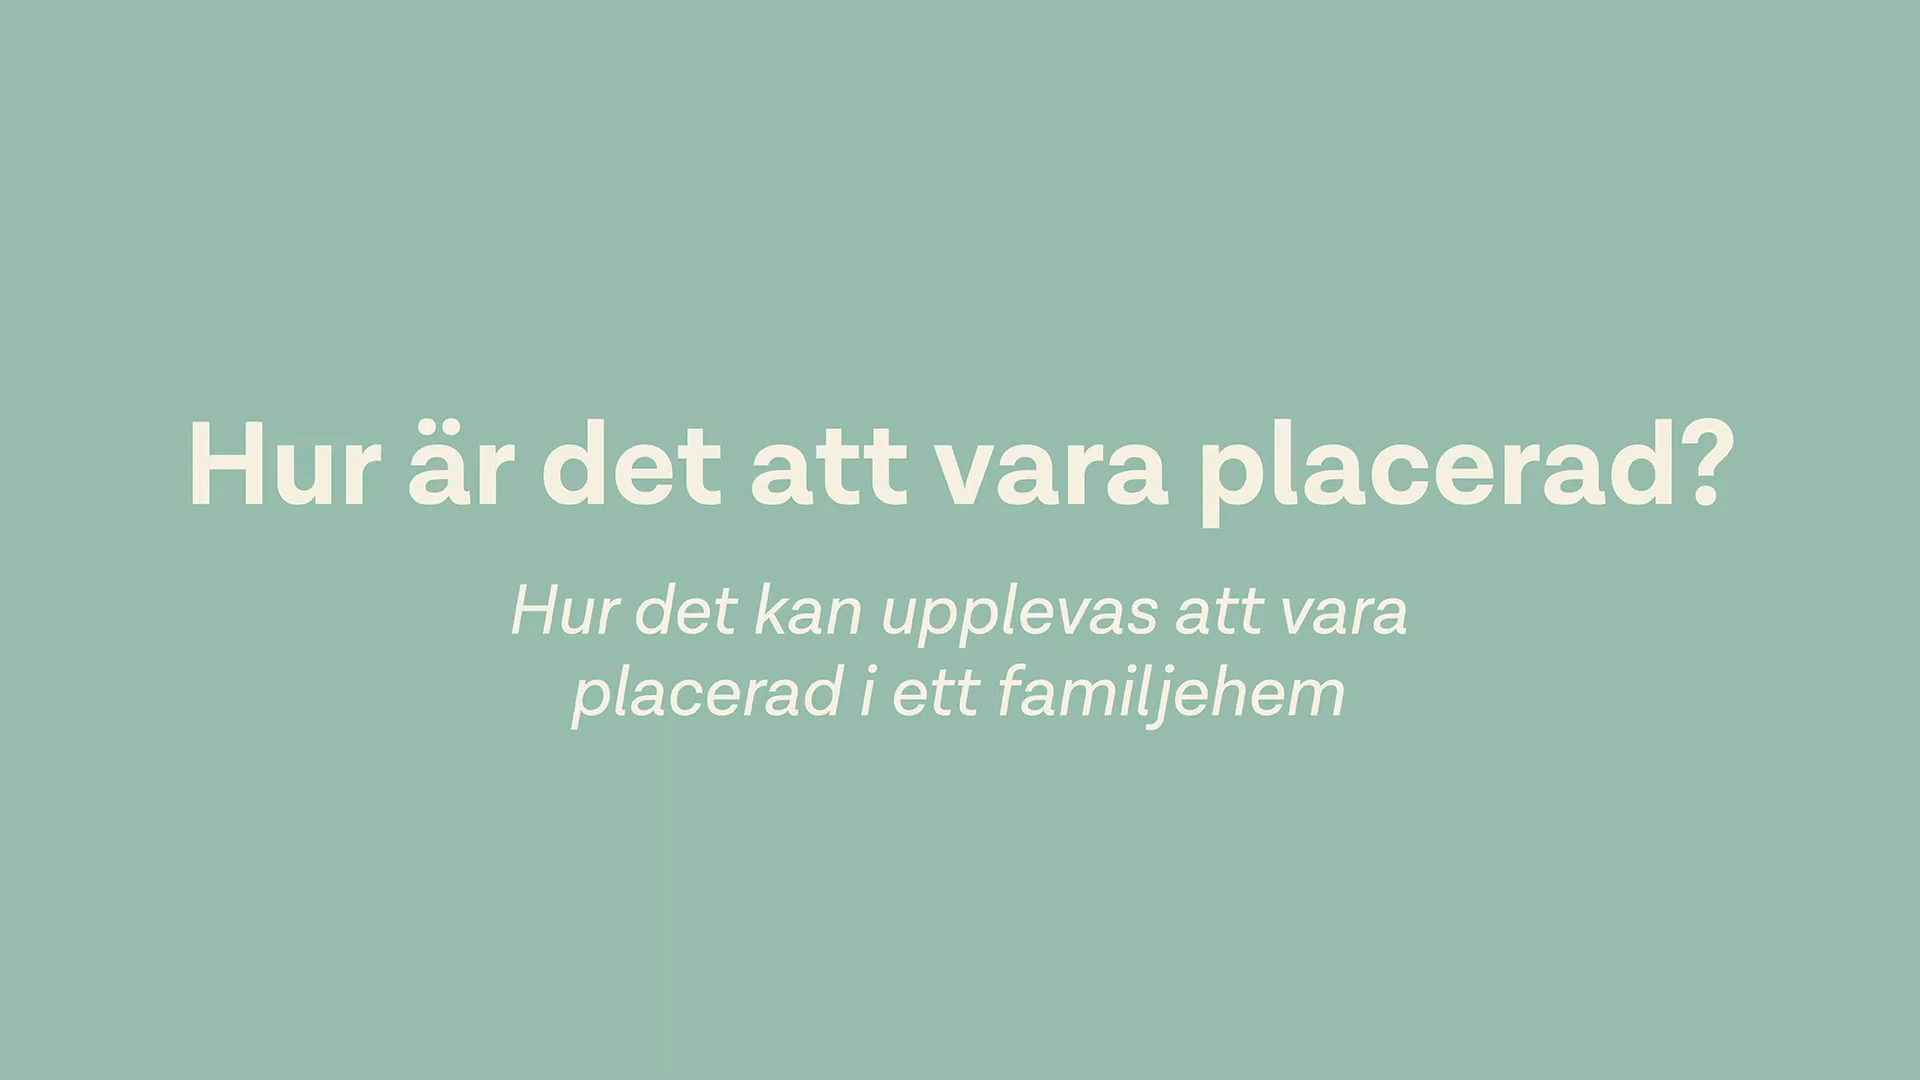 Hur är det att vara placerad?
Hur det kan upplevas att vara
placerad i ett familjehem